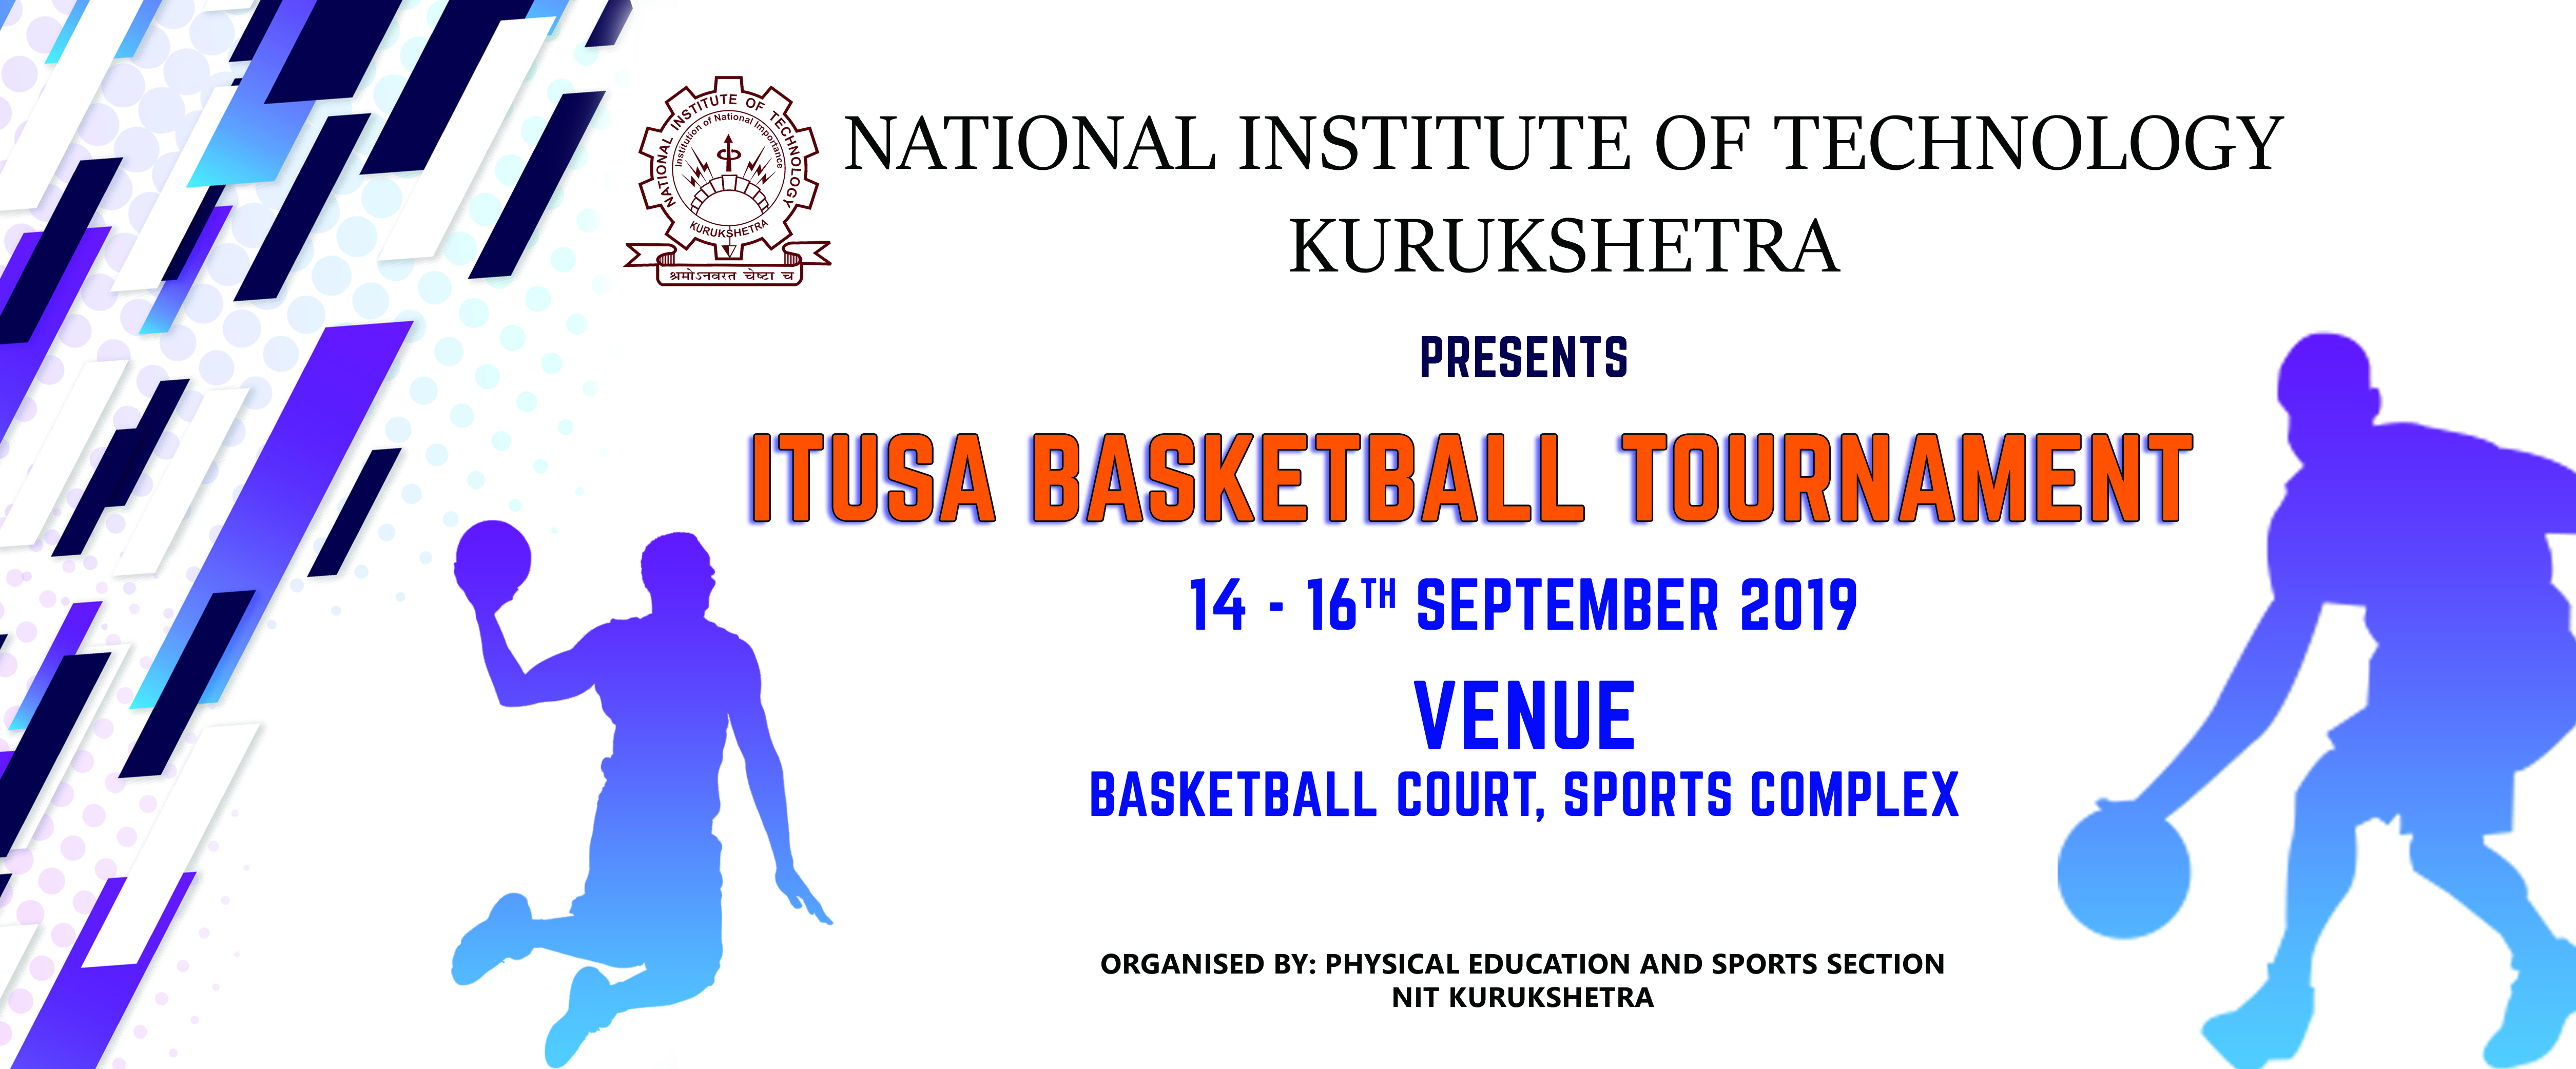 NATIONAL INSTITUTE OF TECHNOLOGY
Institution of National Importance
KURUKSHETRA
श्रमोऽनवरत चेष्टा च
NATIONAL INSTITUTE OF TECHNOLOGY
KURUKSHETRA
PRESENTS
ITUSA BASKETBALL TOURNAMENT
14 - 16TH SEPTEMBER 2019
VENUE
BASKETBALL COURT, SPORTS COMPLEX
ORGANISED BY: PHYSICAL EDUCATION AND SPORTS SECTION
NIT KURUKSHETRA